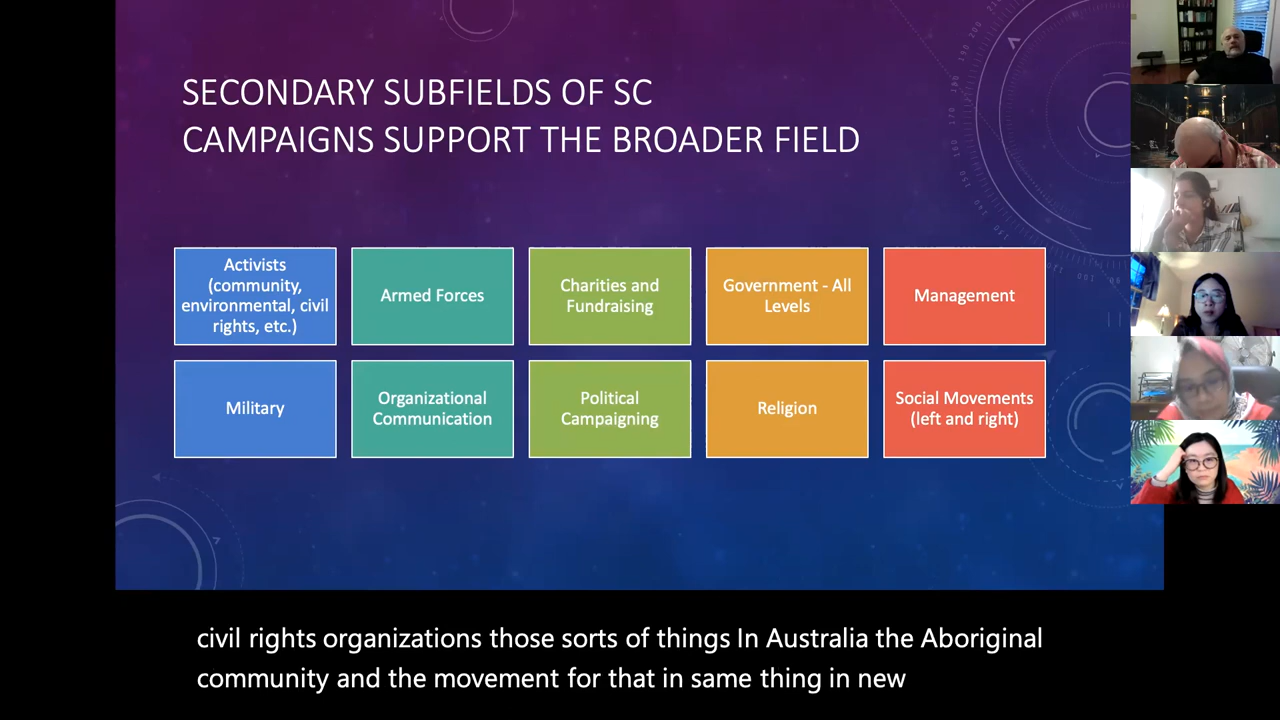 SECONDARY SUBFIELDS OF SC
CAMPAIGNS SUPPORT THE BROADER FIELD
Activists
(community,
environmental, civil
rights, etc.)
Armed Forces
Charities and
Fundraising
Government - All
Levels
Management
Military
Organizational
Communication
Political
Campaigning
Religion
Social Movements
(left and right)
civil rights organizations those sorts of things In Australia the Aboriginal
community and the movement for that in same thing in new